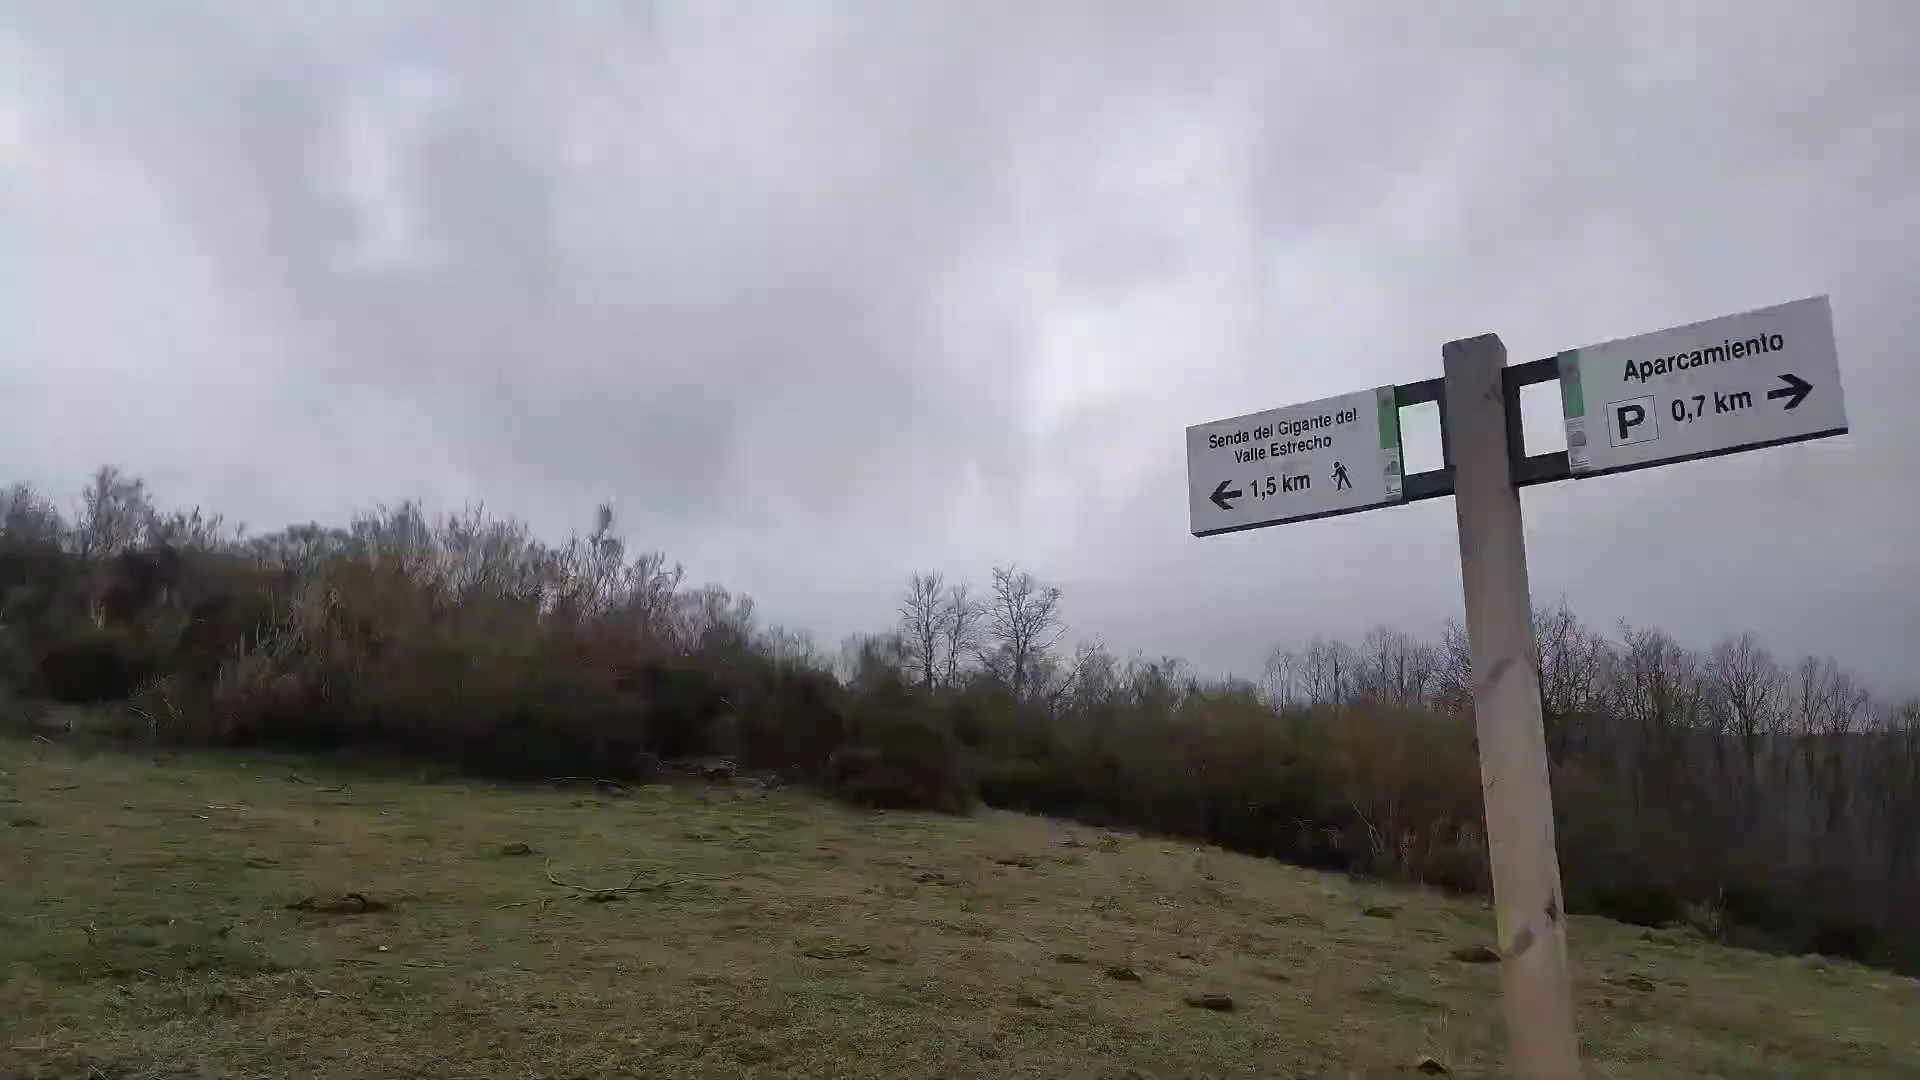 Senda del Gigante del
Valle Estrecho
1,5 km
Aparcamiento
P 0,7 km